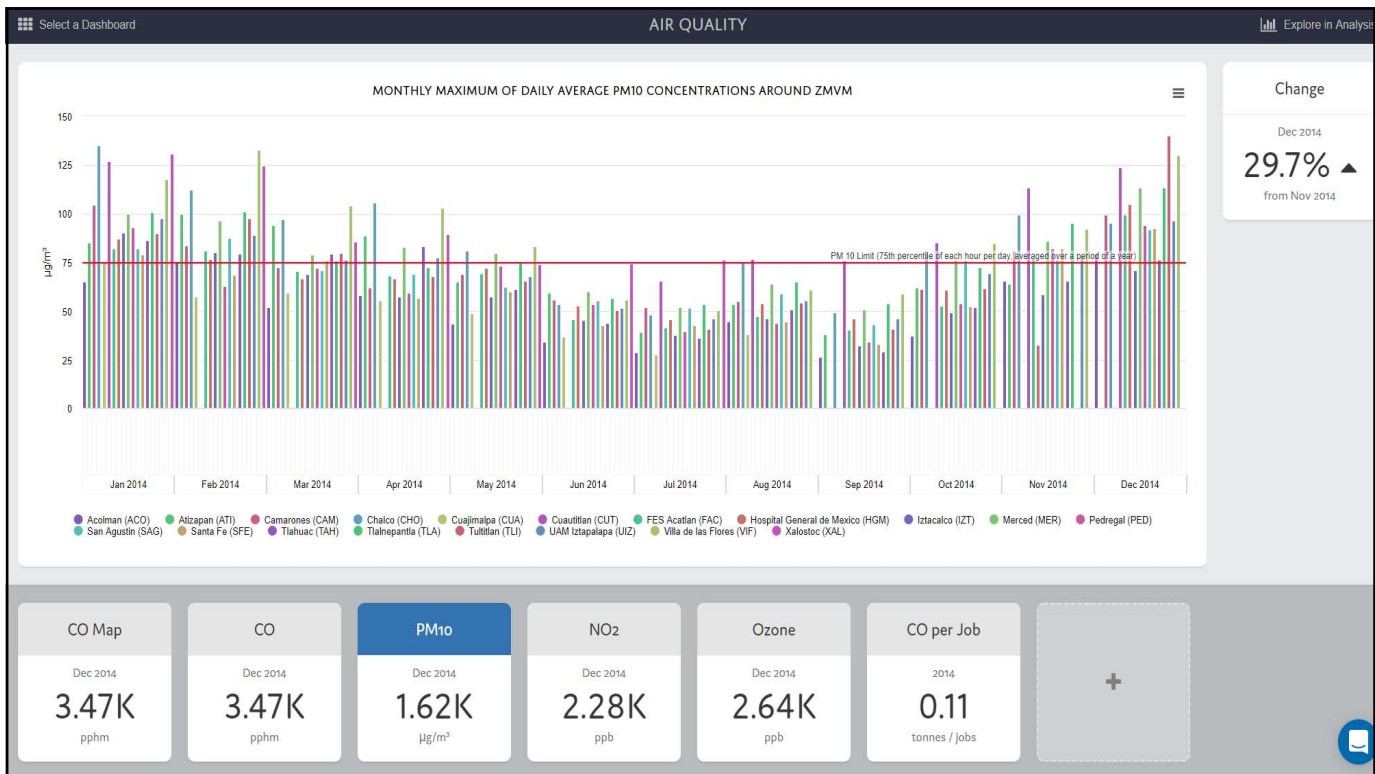 Select a Dashboard
AIR QUALITY
Explore in Analysis
MONTHLY MAXIMUM OF DAILY AVERAGE PM10 CONCENTRATIONS AROUND ZMVM
Change
Dec 2014
29.7%
from Nov 2014
µg/m³
150
125
100
75
50
25
0
PM 10 Limit (75th percentile of each hour per day, averaged over a period of a year)
Jan 2014 Feb 2014 Mar 2014 Apr 2014 May 2014 Jun 2014 Jul 2014 Aug 2014 Sep 2014 Oct 2014 Nov 2014 Dec 2014
Acolman (ACO) Atizapan (ATI) Camarones (CAM) Chalco (CHO) Cuajimalpa (CUA) Cuautitlan (CUT) FES Acatlan (FAC) Hospital General de Mexico (HGM) Iztacalco (IZT) Merced (MER) Pedregal (PED)
San Agustin (SAG) Santa Fe (SFE) Tlahuac (TAH) Tlalnepantla (TLA) Tultitlan (TLI) UAM Iztapalapa (UIZ) Villa de las Flores (VIF) Xalostoc (XAL)
CO Map
Dec 2014
3.47K
pphm
CO
Dec 2014
3.47K
pphm
PM10
Dec 2014
1.62K
µg/m³
NO2
Dec 2014
2.28K
ppb
Ozone
Dec 2014
2.64K
ppb
CO per Job
2014
0.11
tonnes / jobs
+